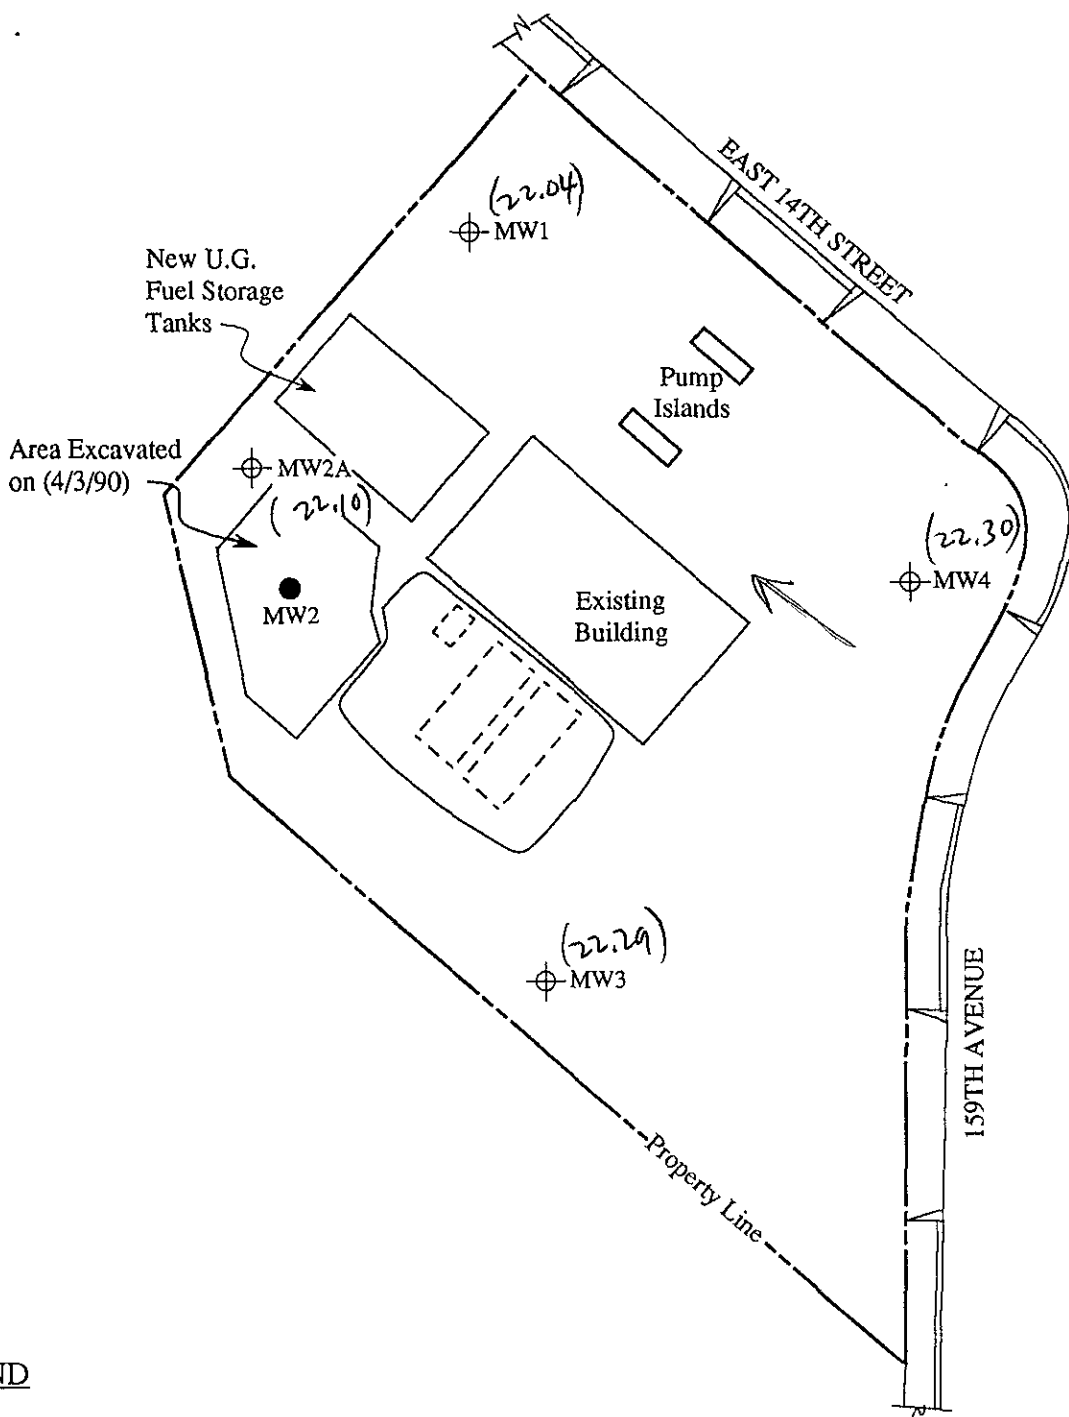 EAST 14TH STREET
(22.04)
MW1
New U.G.
Fuel Storage
Tanks
Pump
Islands
Area Excavated
on (4/3/90)
MW2A
(22.10)
(22.30)
MW4
MW2
Existing
Building
(22.29)
MW3
159TH AVENUE
Property Line
ND